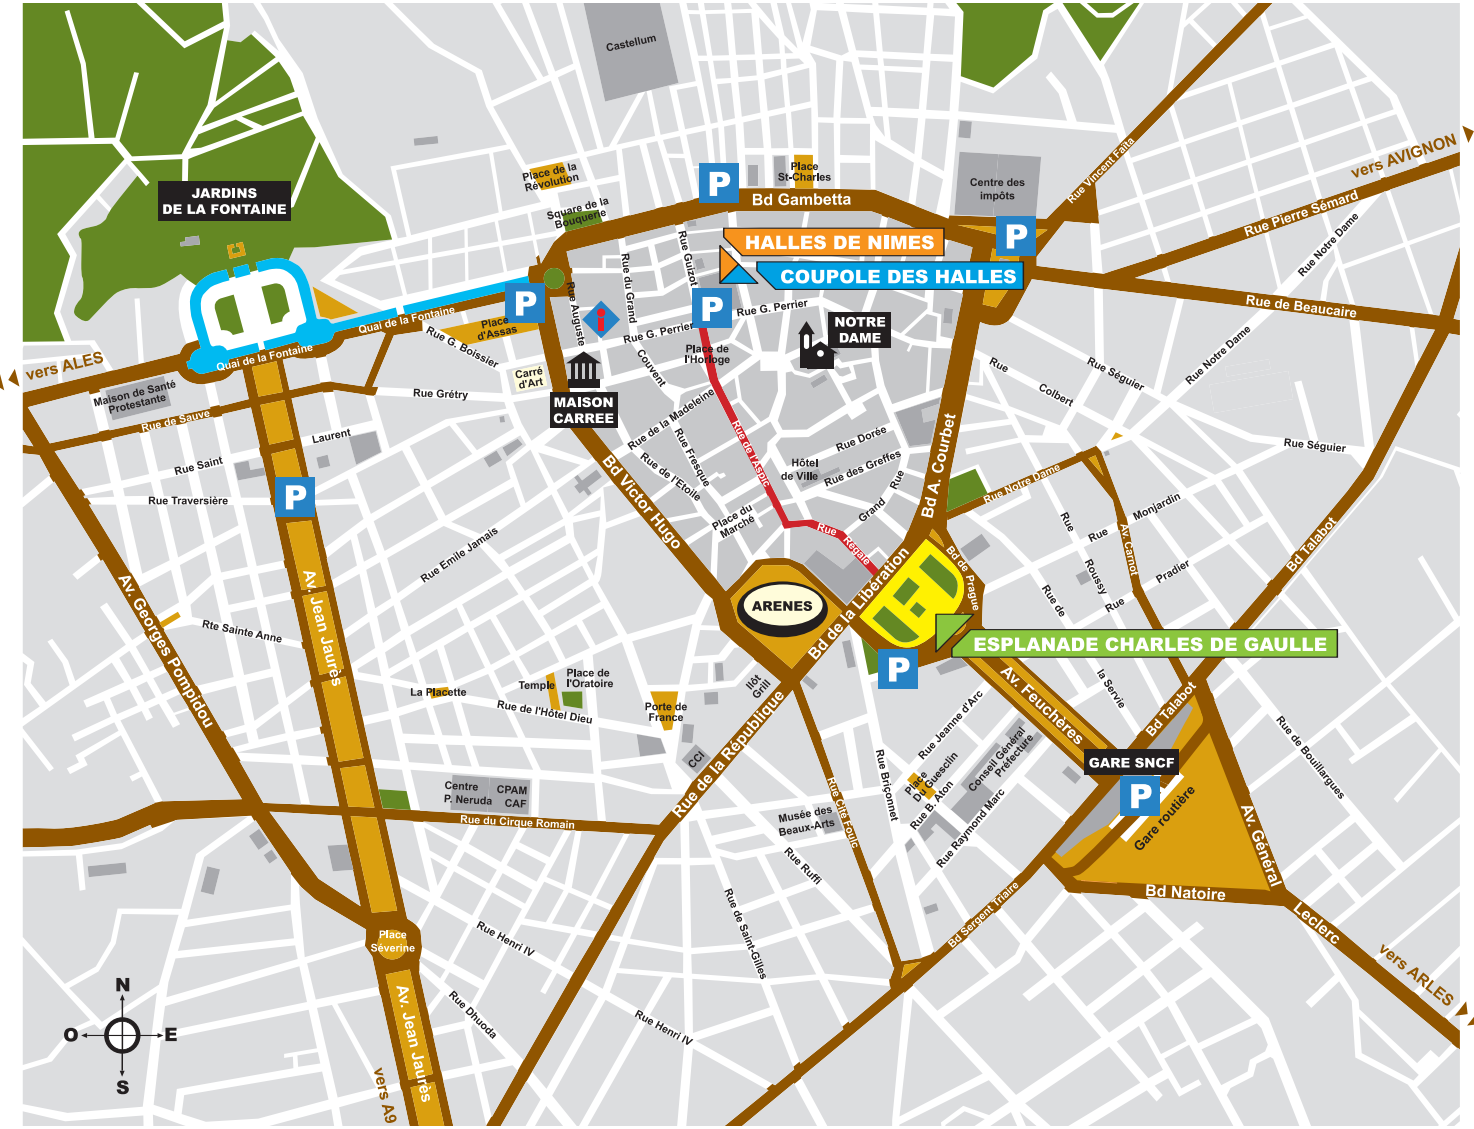 Castellum
vers AVIGNON
Rue Vincent Faïta
Place de la
Révolution
Place
St-Charles
Centre des
impôts
P
JARDINS
DE LA FONTAINE
Bd Gambetta
Square de la
Bouquerie
Rue Pierre Sémard
Rue Notre Dame
P
HALLES DE NIMES
COUPOLE DES HALLES
Rue Guizot
Rue du Grand
Couvent
Rue Auguste
P
P
Rue de Beaucaire
Quai de la Fontaine
Place
d'Assas
Rue G. Perrier
Rue G. Perrier
NOTRE
DAME
Rue G. Boissier
Quai de la Fontaine
Place de
l'Horloge
Rue Notre Dame
vers ALES
Carré
d'Art
MAISON
CARREE
Rue
Colbert
Rue Séguier
Maison de Santé
Protestante
Rue Grétry
Rue de Sauve
Rue de la Madeleine
Rue de l'Aspic
Laurent
Rue Saint
Rue Fresque
Rue de l'Etoile
Rue Dorée
Hôtel
de Ville
Rue des Greffes
Rue Séguier
Bd A. Courbet
Bd Victor Hugo
Grand
Rue
Rue Notre Dame
P
Rue Traversière
Place du
Marché
Rue
Régale
Rue
Monjardin
Rue
Roussy
Av. Carnot
Bd Talabot
Rue Emile Jamais
Bd de la Libération
Bd de Prague
Rue
Pradier
Av. Jean Jaurès
Av. Georges Pompidou
ARENES
Rue de
la Servie
Rte Sainte Anne
ESPLANADE CHARLES DE GAULLE
P
La Placette
Temple
Place de
l'Oratoire
Ilôt
Grill
Rue de l'Hôtel Dieu
Porte de
France
Av. Feuchères
Bd Talabot
Rue Jeanne d'Arc
Rue de la République
CCI
Rue Briçonnet
Place
Du Guesclin
Rue B. Aton
Conseil Général
Préfecture
GARE SNCF
P
Gare routière
Rue de Bouillargues
Centre
P. Neruda
CPAM
CAF
Rue du Cirque Romain
Musée des
Beaux-Arts
Rue Cité Foulc
Rue Raymond Marc
Av. Général
Leclerc
Rue Ruffi
Bd Natoire
Bd Sergent Triaire
Rue de Saint-Gilles
Place
Séverine
Rue Henri IV
vers ARLES
Rue Dhuoda
Rue Henri IV
Av. Jean Jaurès
vers A9
N
O
E
S